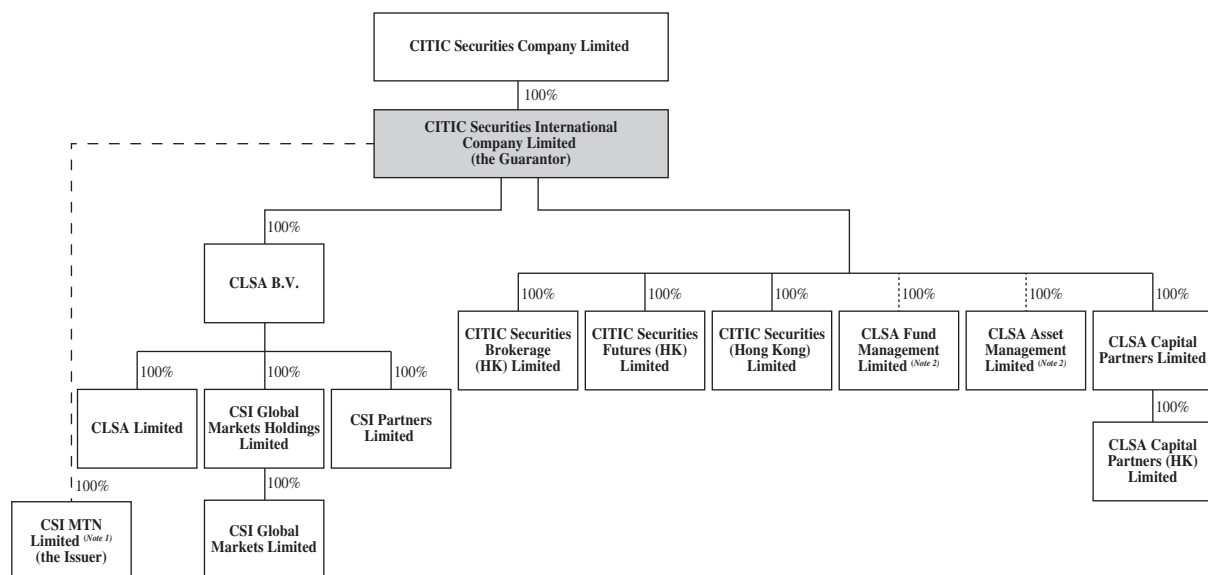 CITIC Securities Company Limited
100%
CITIC Securities International
Company Limited
(the Guarantor)
100%
CLSA B.V.
100%
100%
100%
100%
100%
100%
CITIC Securities
Brokerage
(HK) Limited
CITIC Securities
Futures (HK)
Limited
CITIC Securities
(Hong Kong)
Limited
CLSA Fund
Management
Limited (Note 2)
CLSA Asset
Management
Limited (Note 2)
CLSA Capital
Partners Limited
100%
100%
100%
CLSA Limited
CSI Global
Markets Holdings
Limited
CSI Partners
Limited
100%
CLSA Capital
Partners (HK)
Limited
100%
100%
CSI MTN
Limited (Note 1)
(the Issuer)
CSI Global
Markets Limited